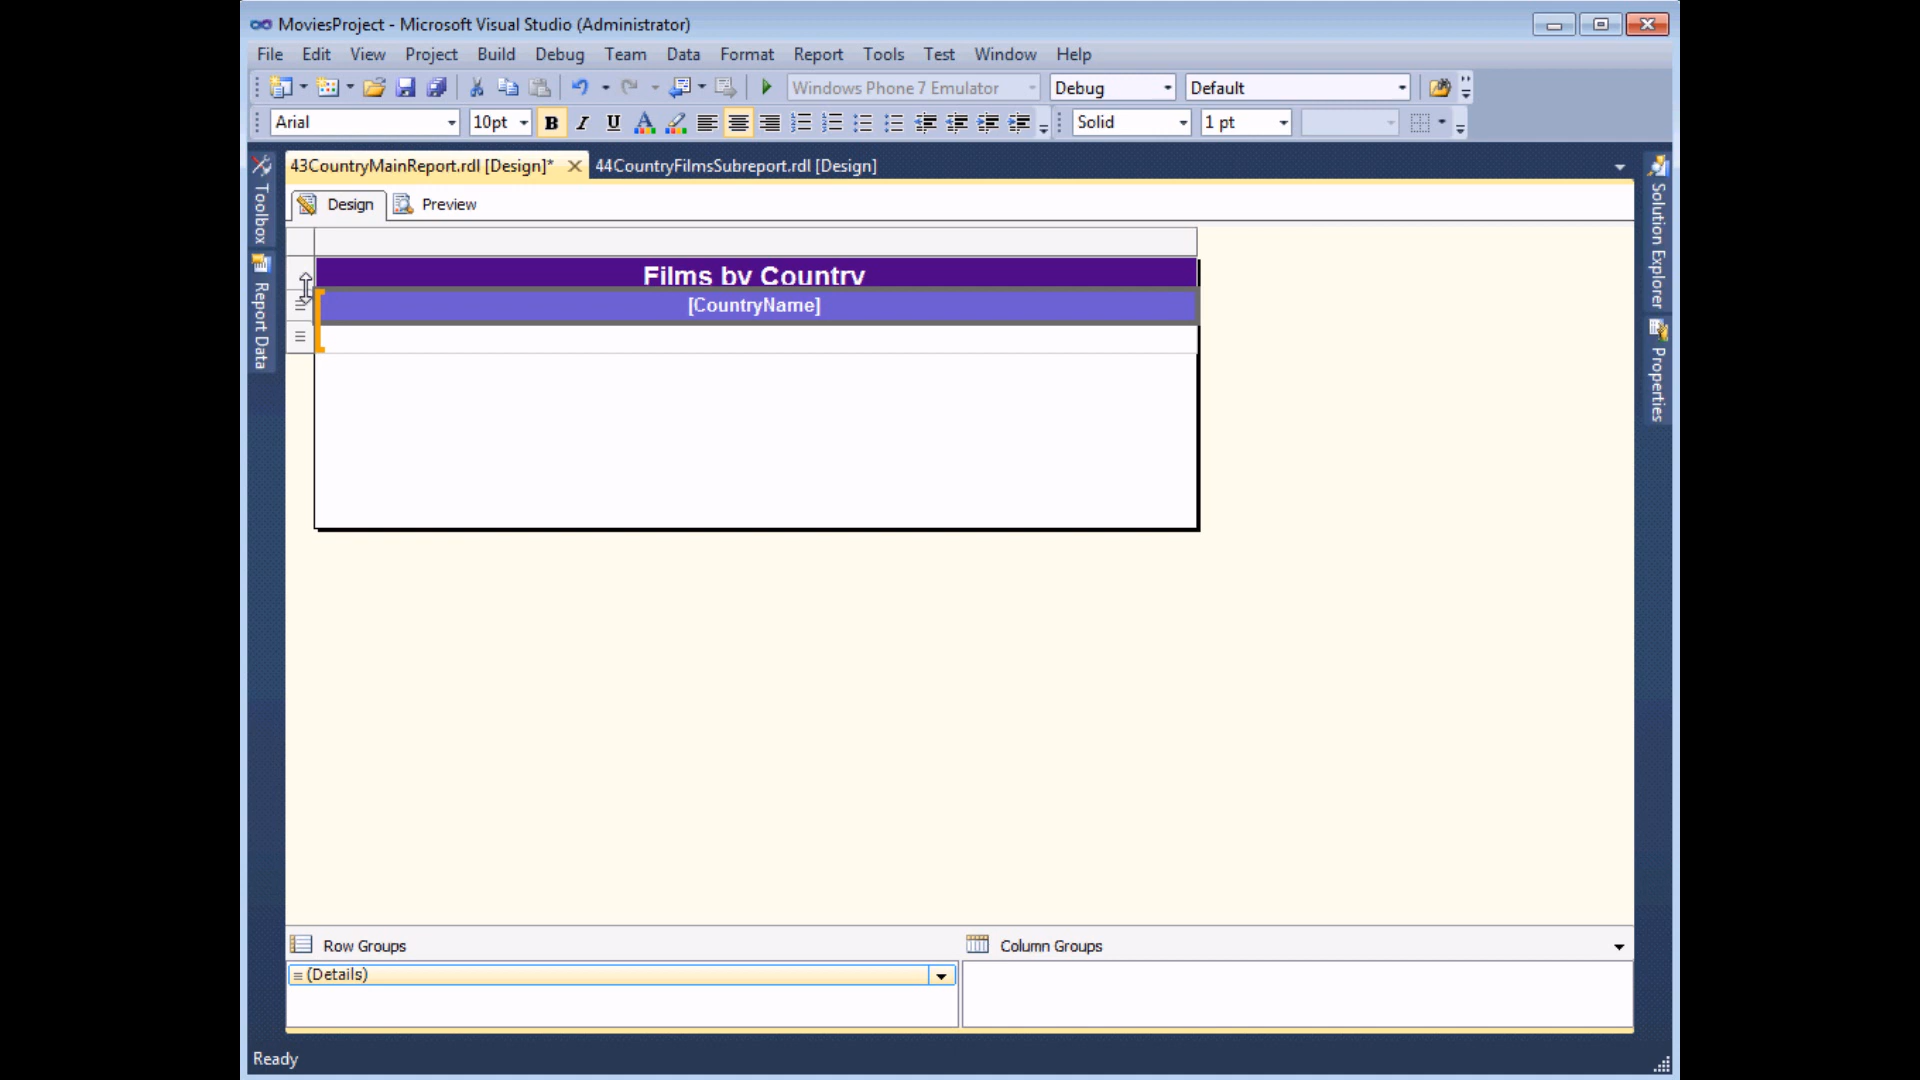 MoviesProject - Microsoft Visual Studio (Administrator)
File Edit View Project Build Debug Team Data Format Report Tools Test Window Help
Windows Phone 7 Emulator Debug Default
Arial 10pt B I U A Solid 1 pt
43CountryMainReport.rdl [Design]* 44CountryFilmsSubreport.rdl [Design]
Toolbox
Report Data
Design Preview
Films by Country
[CountryName]
Solution Explorer
Properties
Row Groups Column Groups
(Details)
Ready